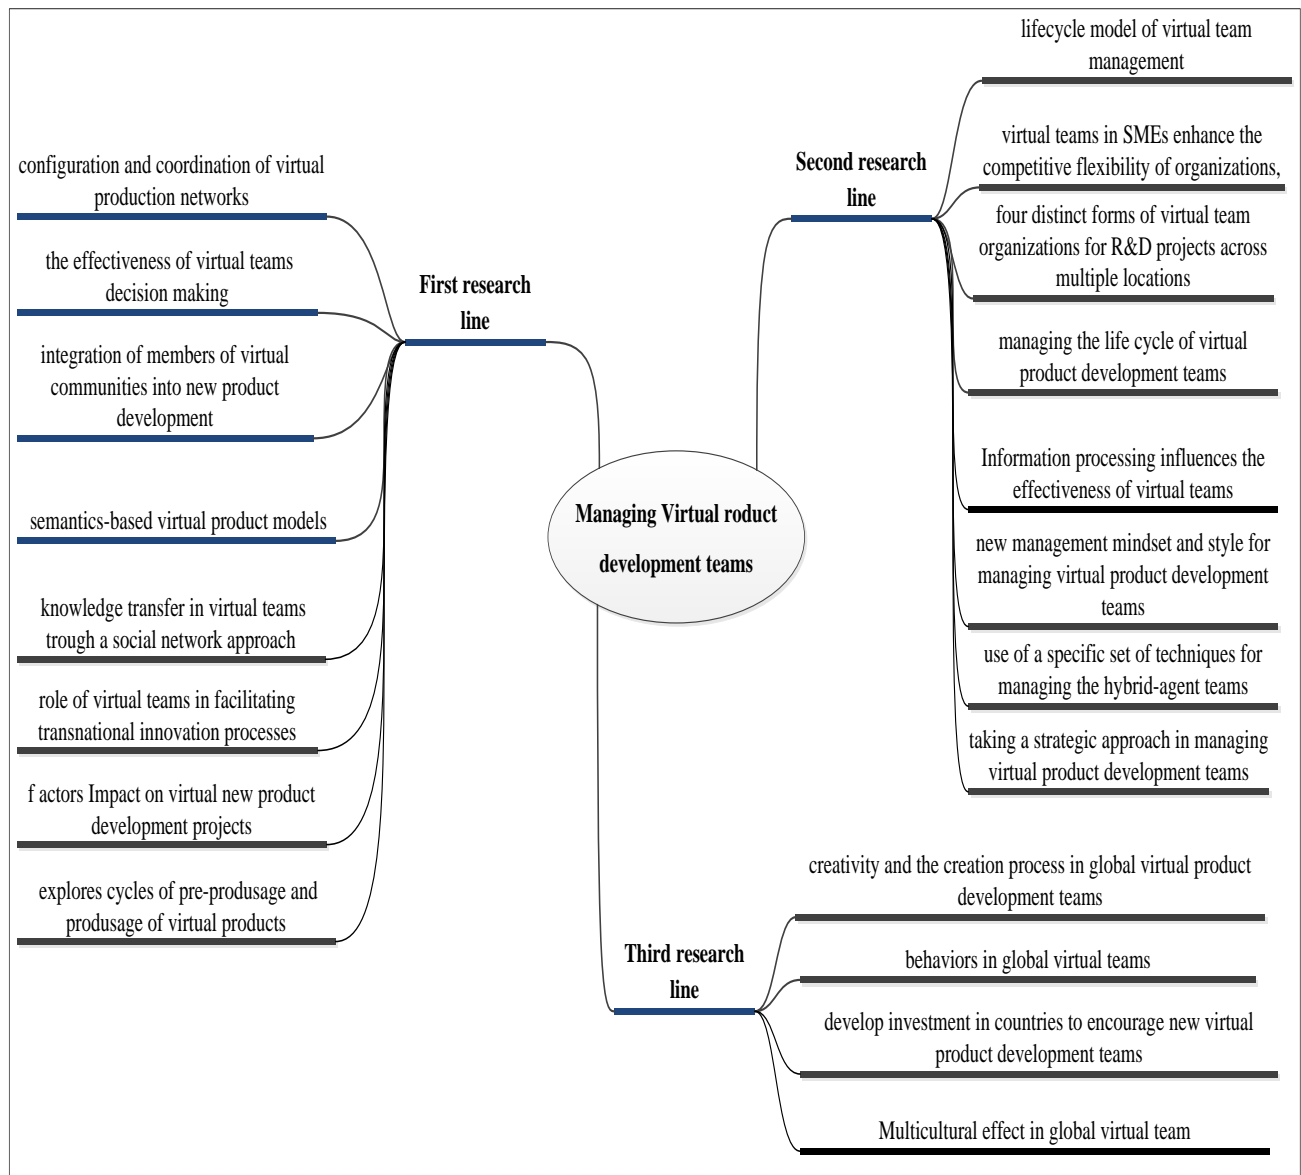 Managing Virtual roduct
development teams
First research
line
configuration and coordination of virtual
production networks
the effectiveness of virtual teams
decision making
integration of members of virtual
communities into new product
development
semantics-based virtual product models
knowledge transfer in virtual teams
trough a social network approach
role of virtual teams in facilitating
transnational innovation processes
f actors Impact on virtual new product
development projects
explores cycles of pre-produsage and
produsage of virtual products
Second research
line
lifecycle model of virtual team
management
virtual teams in SMEs enhance the
competitive flexibility of organizations,
four distinct forms of virtual team
organizations for R&D projects across
multiple locations
managing the life cycle of virtual
product development teams
Information processing influences the
effectiveness of virtual teams
new management mindset and style for
managing virtual product development
teams
use of a specific set of techniques for
managing the hybrid-agent teams
taking a strategic approach in managing
virtual product development teams
Third research
line
creativity and the creation process in global virtual product
development teams
behaviors in global virtual teams
develop investment in countries to encourage new virtual
product development teams
Multicultural effect in global virtual team